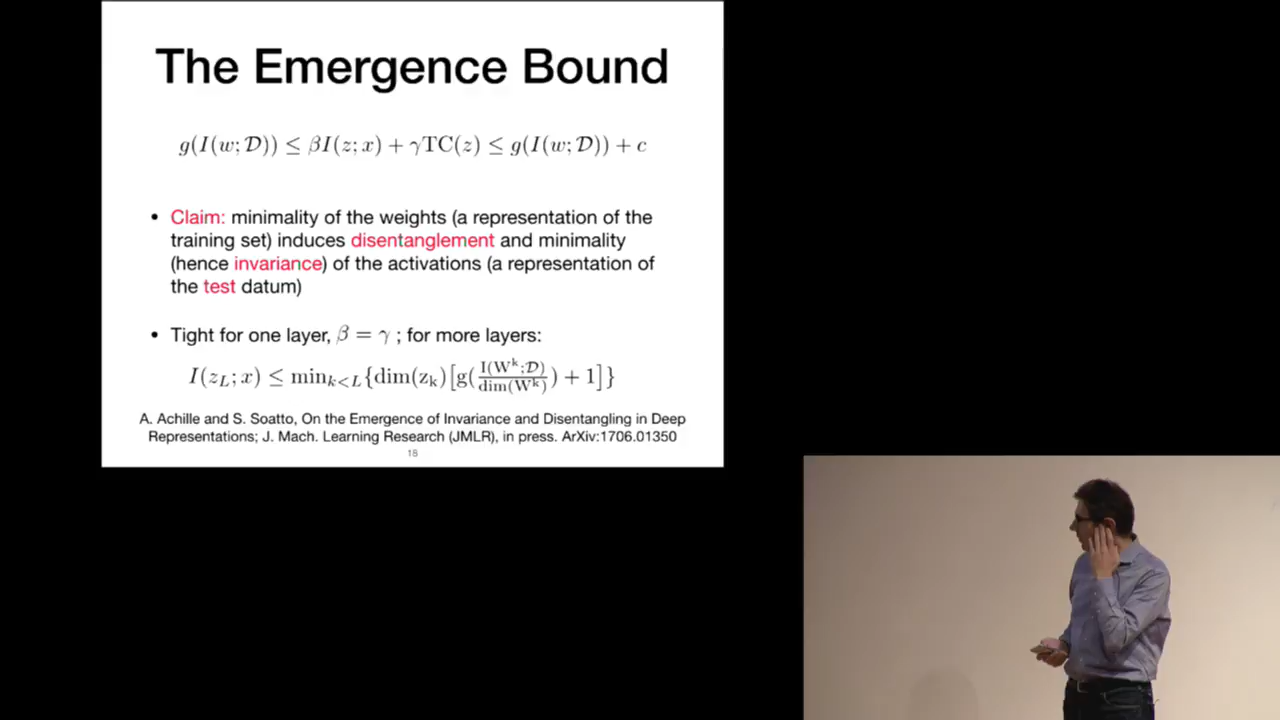 The Emergence Bound
g(I(w; 𝒟)) ≤ βI(z; x) + γTC(z) ≤ g(I(w; 𝒟)) + c
• Claim: minimality of the weights (a representation of the
training set) induces disentanglement and minimality
(hence invariance) of the activations (a representation of
the test datum)
• Tight for one layer, β = γ ; for more layers:
I(z_L; x) ≤ min_{k<L}{dim(z_k)[g(I(W^k;𝒟)/dim(W^k)) + 1]}
A. Achille and S. Soatto, On the Emergence of Invariance and Disentangling in Deep
Representations; J. Mach. Learning Research (JMLR), in press. ArXiv:1706.01350
18